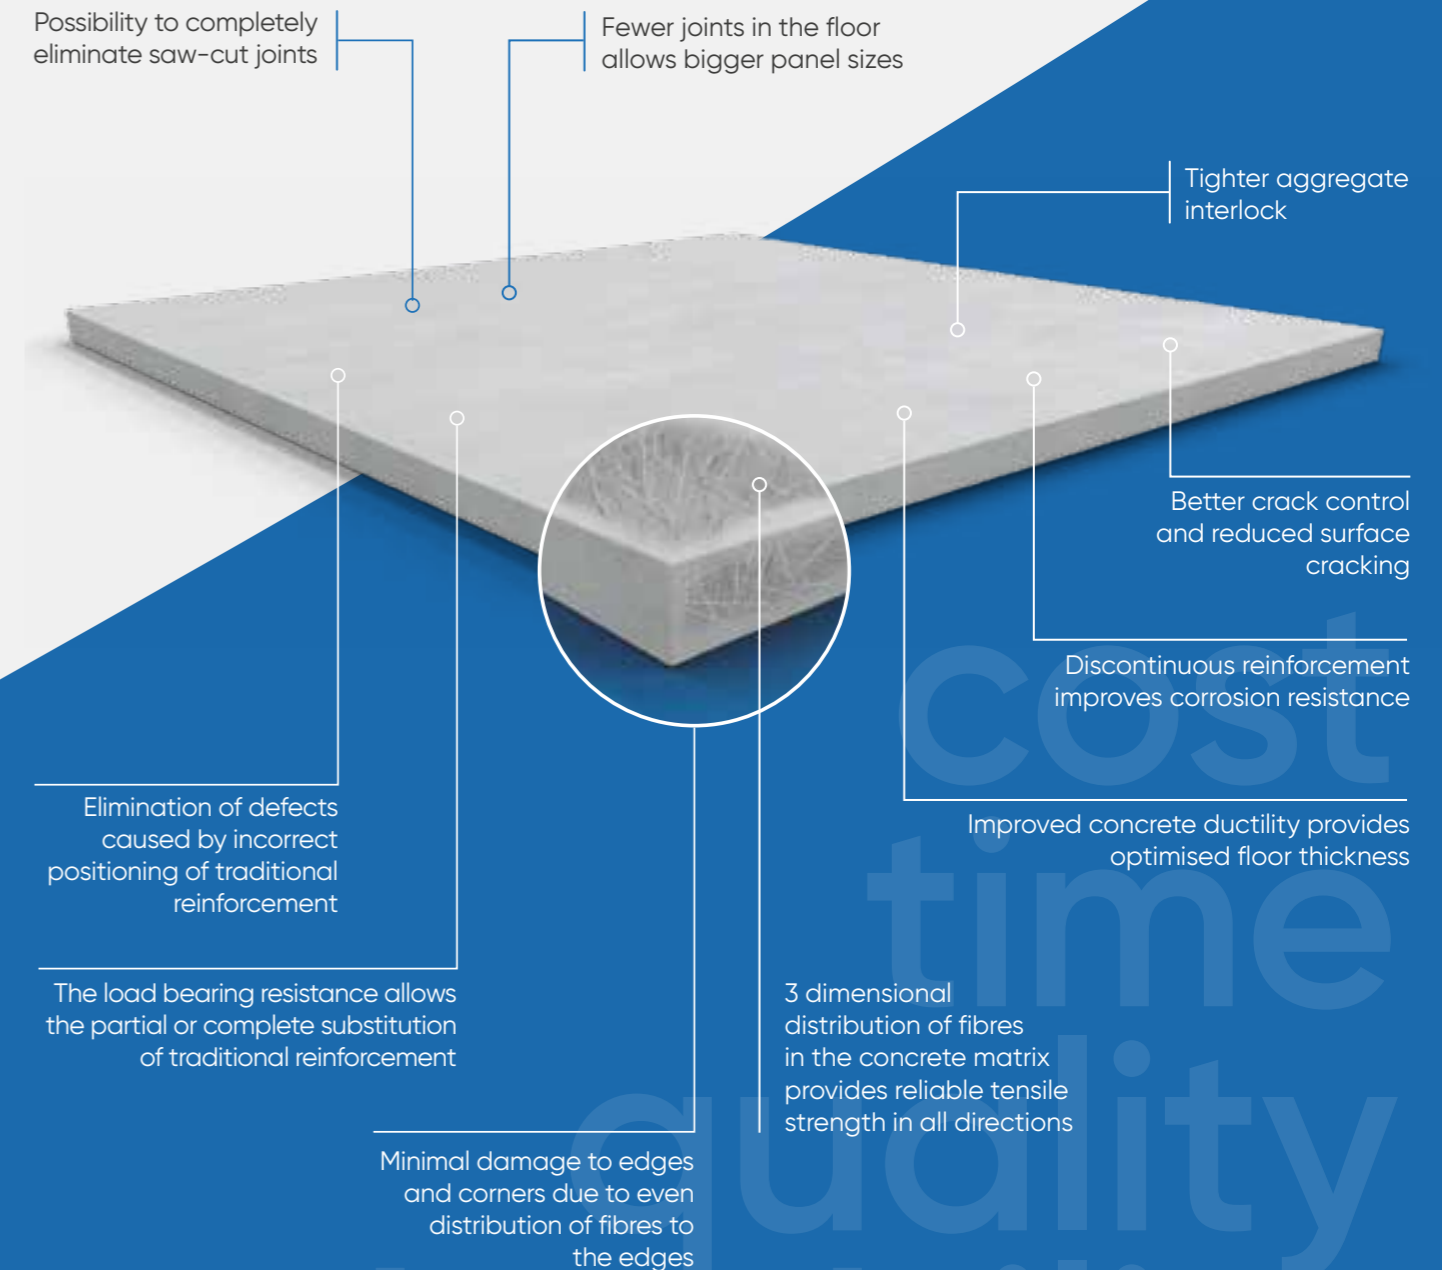 Possibility to completely
eliminate saw-cut joints
Fewer joints in the floor
allows bigger panel sizes
Tighter aggregate
interlock
Better crack control
and reduced surface
cracking
Discontinuous reinforcement
improves corrosion resistance
Improved concrete ductility provides
optimised floor thickness
Elimination of defects
caused by incorrect
positioning of traditional
reinforcement
The load bearing resistance allows
the partial or complete substitution
of traditional reinforcement
3 dimensional
distribution of fibres
in the concrete matrix
provides reliable tensile
strength in all directions
Minimal damage to edges
and corners due to even
distribution of fibres to
the edges
cost
time
quality